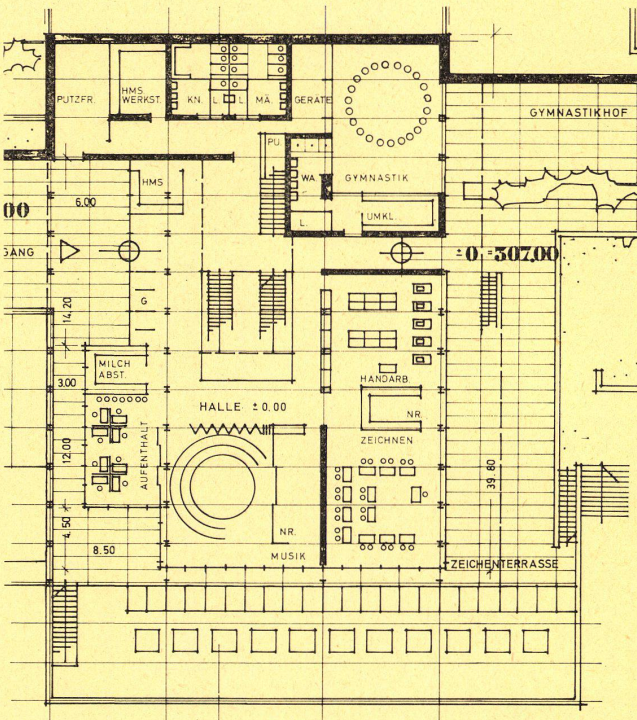 PUTZFR.
HMS
WERKST.
KN.
L.
L.
MÄ.
GERÄTE
GYMNASTIKHOF
PU.
HMS
WA.
GYMNASTIK
6,00
00
L.
UMKL.
GANG
± 0 = 307,00
G
14,20
MILCH
ABST.
3,00
HANDARB.
HALLE ± 0,00
NR.
ZEICHNEN
AUFENTHALT
12,00
39,80
4,50
8.50
NR.
MUSIK
ZEICHENTERRASSE